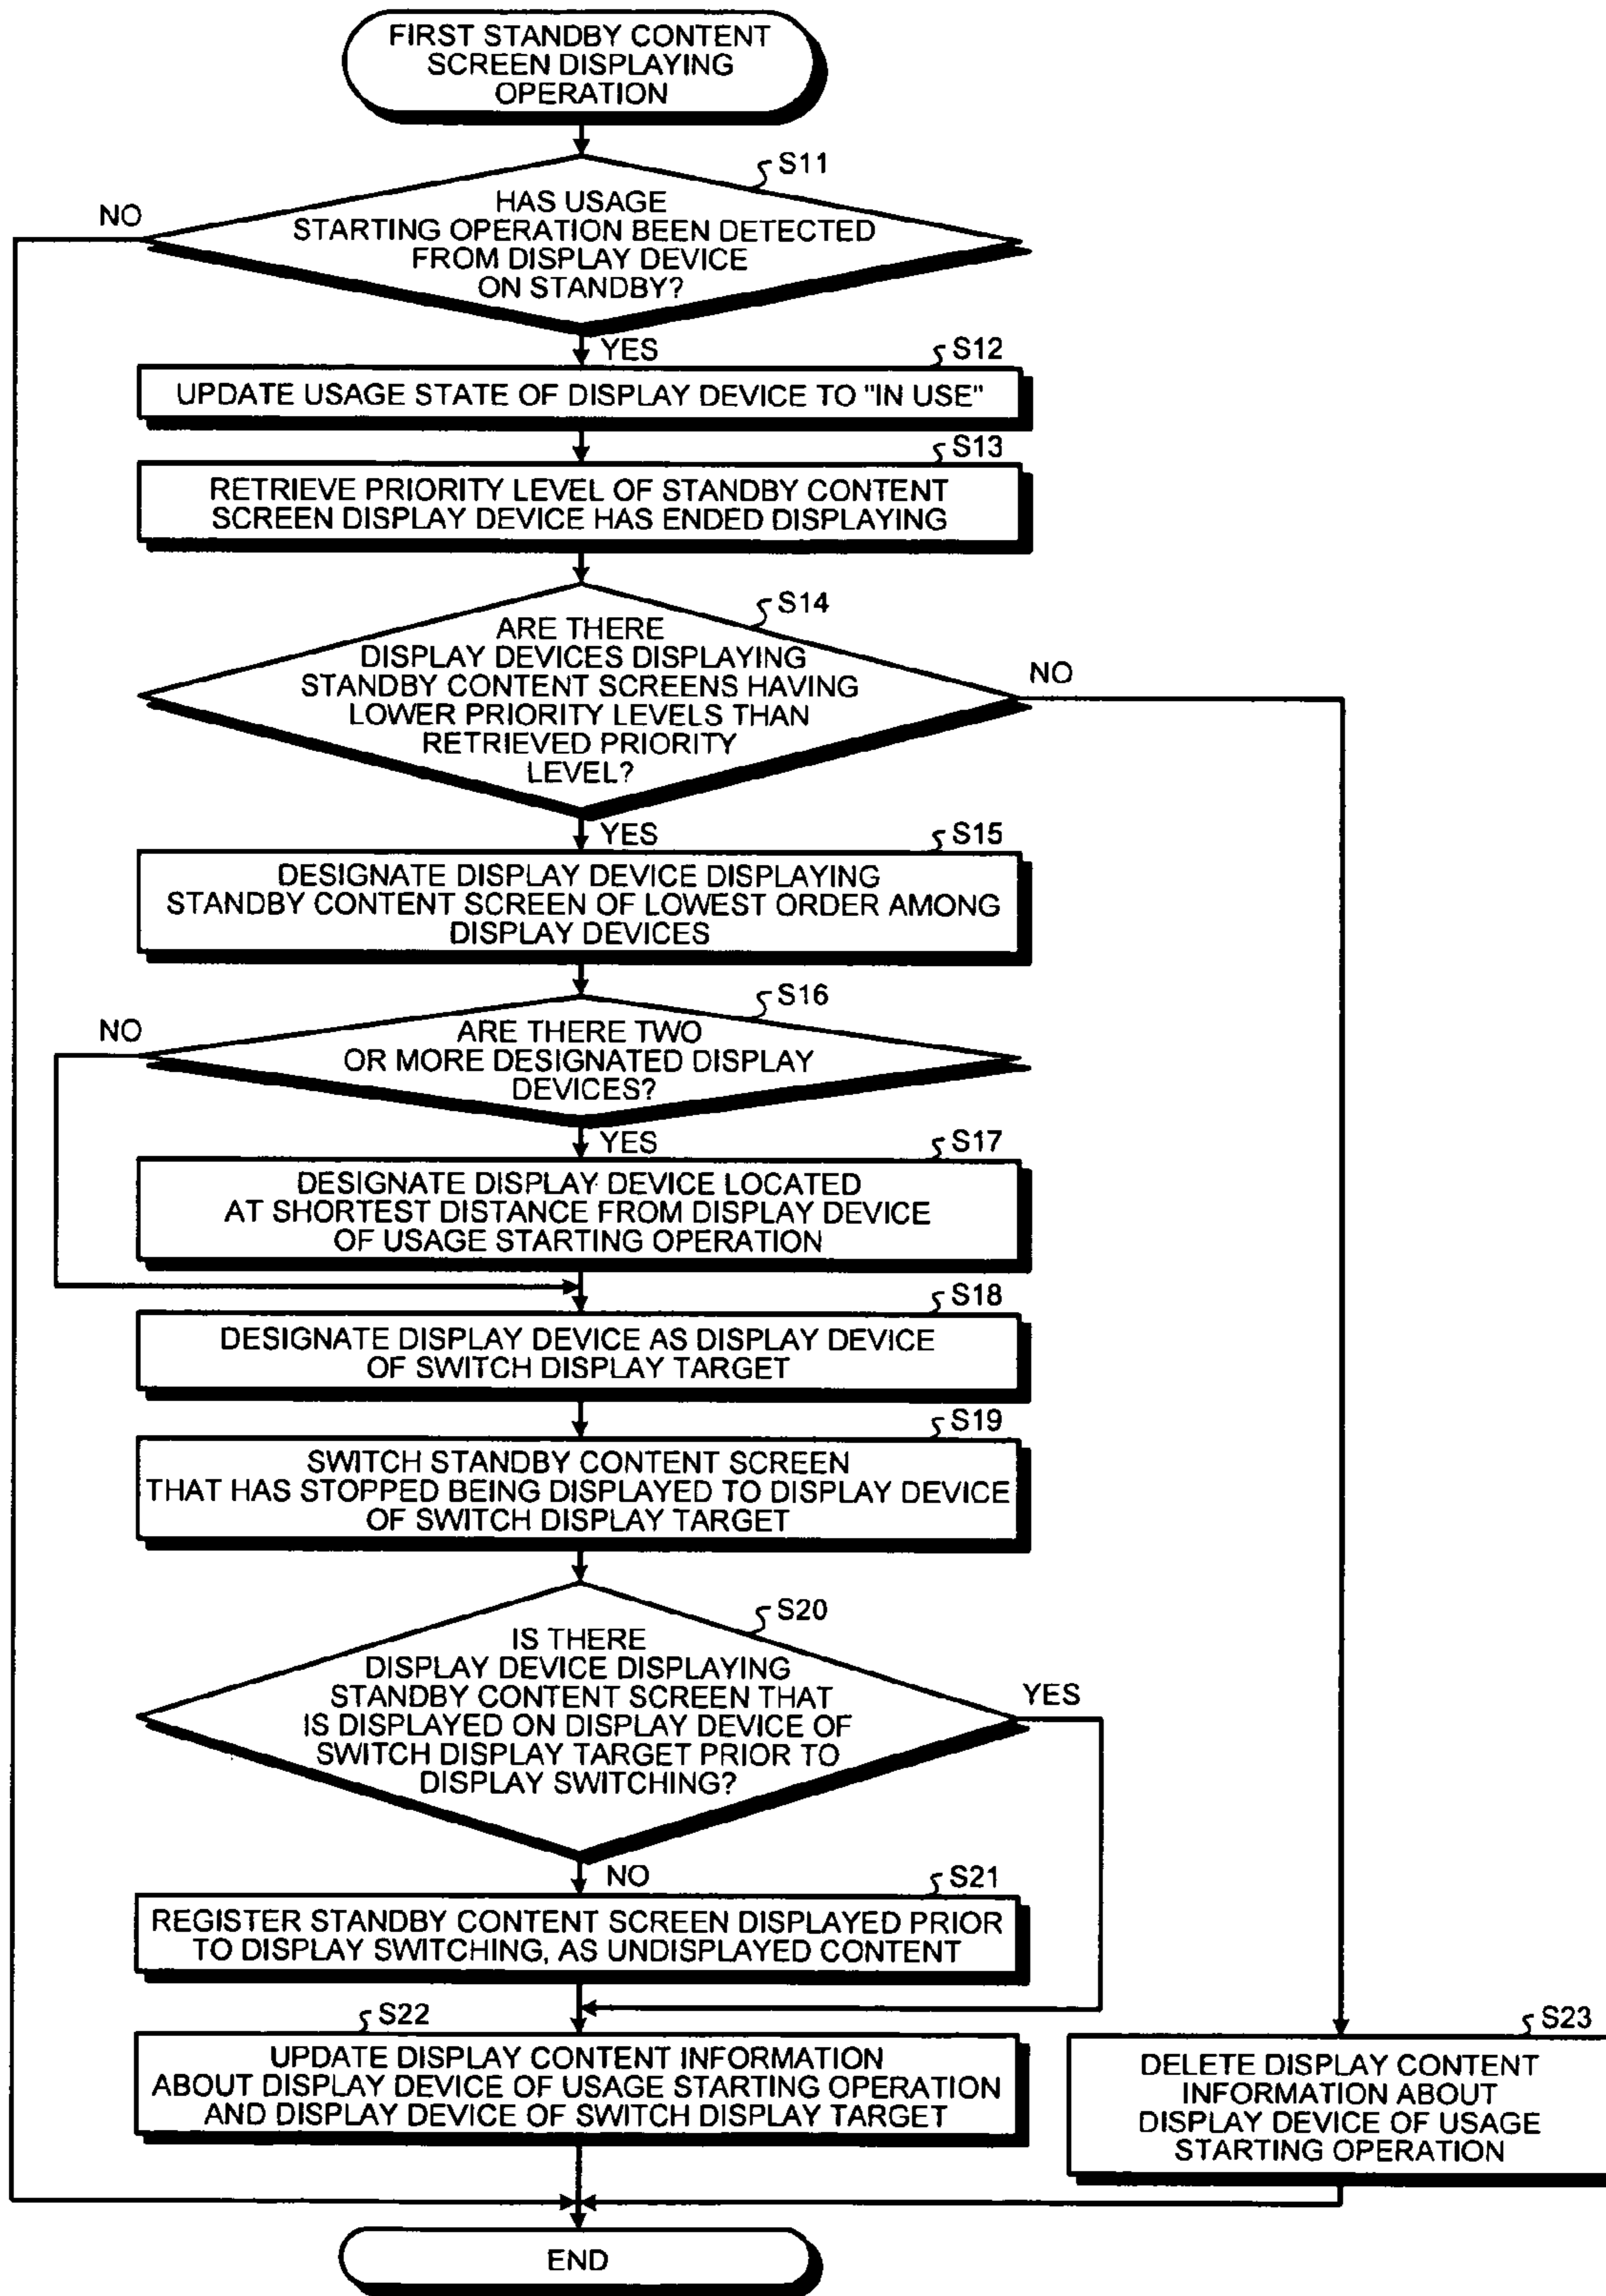 FIRST STANDBY CONTENT
SCREEN DISPLAYING
OPERATION
S11
HAS USAGE
STARTING OPERATION BEEN DETECTED
FROM DISPLAY DEVICE
ON STANDBY?
NO
YES
S12
UPDATE USAGE STATE OF DISPLAY DEVICE TO "IN USE"
S13
RETRIEVE PRIORITY LEVEL OF STANDBY CONTENT
SCREEN DISPLAY DEVICE HAS ENDED DISPLAYING
S14
ARE THERE
DISPLAY DEVICES DISPLAYING
STANDBY CONTENT SCREENS HAVING
LOWER PRIORITY LEVELS THAN
RETRIEVED PRIORITY
LEVEL?
NO
YES
S15
DESIGNATE DISPLAY DEVICE DISPLAYING
STANDBY CONTENT SCREEN OF LOWEST ORDER AMONG
DISPLAY DEVICES
S16
NO
ARE THERE TWO
OR MORE DESIGNATED DISPLAY
DEVICES?
YES
S17
DESIGNATE DISPLAY DEVICE LOCATED
AT SHORTEST DISTANCE FROM DISPLAY DEVICE
OF USAGE STARTING OPERATION
S18
DESIGNATE DISPLAY DEVICE AS DISPLAY DEVICE
OF SWITCH DISPLAY TARGET
S19
SWITCH STANDBY CONTENT SCREEN
THAT HAS STOPPED BEING DISPLAYED TO DISPLAY DEVICE
OF SWITCH DISPLAY TARGET
S20
IS THERE
DISPLAY DEVICE DISPLAYING
STANDBY CONTENT SCREEN THAT
IS DISPLAYED ON DISPLAY DEVICE OF
SWITCH DISPLAY TARGET PRIOR TO
DISPLAY SWITCHING?
YES
NO
S21
REGISTER STANDBY CONTENT SCREEN DISPLAYED PRIOR
TO DISPLAY SWITCHING, AS UNDISPLAYED CONTENT
S22
UPDATE DISPLAY CONTENT INFORMATION
ABOUT DISPLAY DEVICE OF USAGE STARTING OPERATION
AND DISPLAY DEVICE OF SWITCH DISPLAY TARGET
S23
DELETE DISPLAY CONTENT
INFORMATION ABOUT
DISPLAY DEVICE OF USAGE
STARTING OPERATION
END